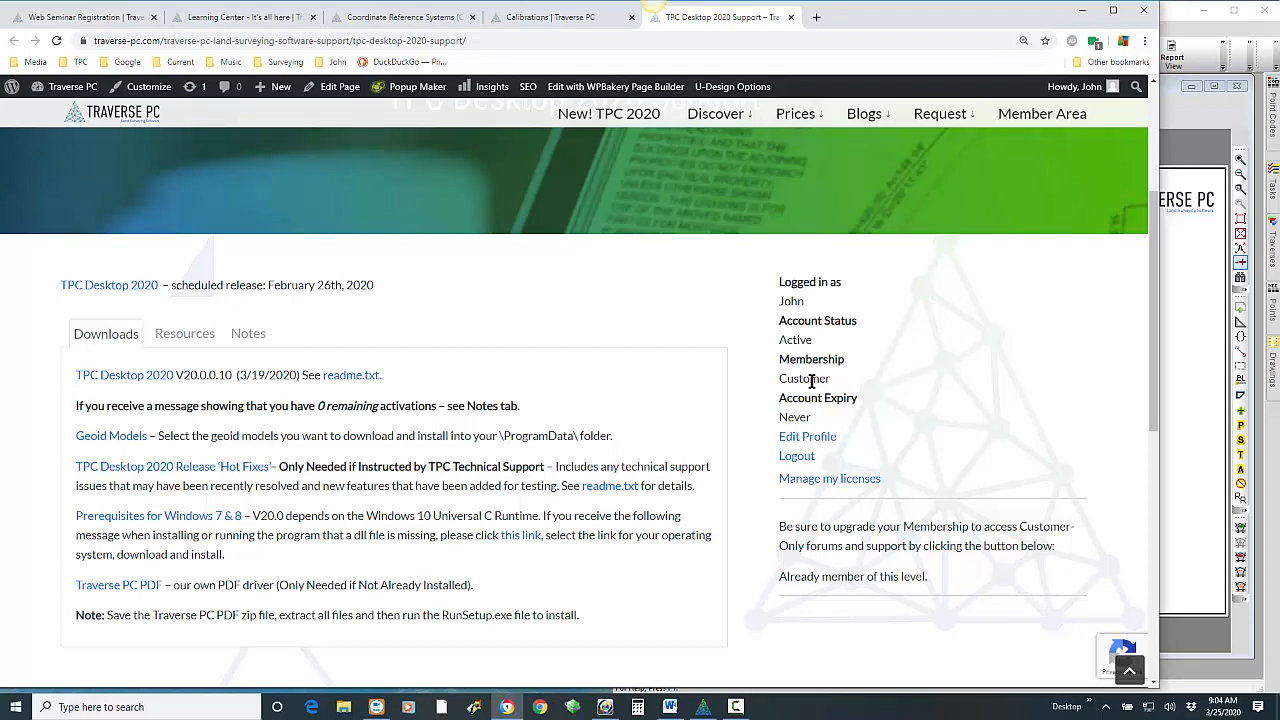 Web Seminar Registration | Trave
Learning Center - It's all here | Tr
Coordinate Reference Systems (C
Calibrations | Traverse PC
TPC Desktop 2020 Support – Tra
traverse-pc.com/traverse-pc-land-surveying-software-support/tpc-desktop-2020-support/
Media TPC Google Current Music Surveying John DuckDuckGo — Pri... Other bookmarks
Report View
Traverse PC Customize 1 0 New Edit Page Popup Maker Insights SEO Edit with WPBakery Page Builder U-Design Options Howdy, John
TPC Desktop 2020 Support
TRAVERSE PC
Land Surveying Software
New! TPC 2020 Discover ↓ Prices ↓ Blogs ↓ Request ↓ Member Area
TPC Desktop 2020 – scheduled release: February 26th, 2020
Downloads Resources Notes
TPC Desktop 2020 V20.0.0.10 (3/19/2020) See readme.txt.
If you receive a message showing that you have 0 remaining activations – see Notes tab.
Geoid Models – Select the geoid models you want to download and install into your \ProgramData\ folder.
TPC Desktop 2020 Release 'Hot Fixes'– Only Needed if Instructed by TPC Technical Support – Includes any technical support
issues that may have been recently resolved and new features that have been added for testing. See readme.txt for details.
Prerequisites for Windows 7 & 8 – V20.0 depends on the Windows 10 Universal C Runtime. If you receive the following
message when installing or running the program that a dll file is missing, please click this link, select the link for your operating
system, download and install.
Traverse PC PDF – our own PDF driver (Only Needed if Not Already Installed).
Note: Save the Traverse PC PDF zip file, extract all files and then run the RunSetup.exe file to install.
Logged in as
John
Account Status
Active
Membership
Customer
Account Expiry
Never
Edit Profile
Logout
Manage my licenses
Be sure to upgrade your Membership to access Customer-
Only forums and support by clicking the button below:
Already member of this level.
ERSE PC
Point Codes
Tasks
Traverses
Points
Drawings
Type here to search
Desktop
9:04 AM
3/25/2020